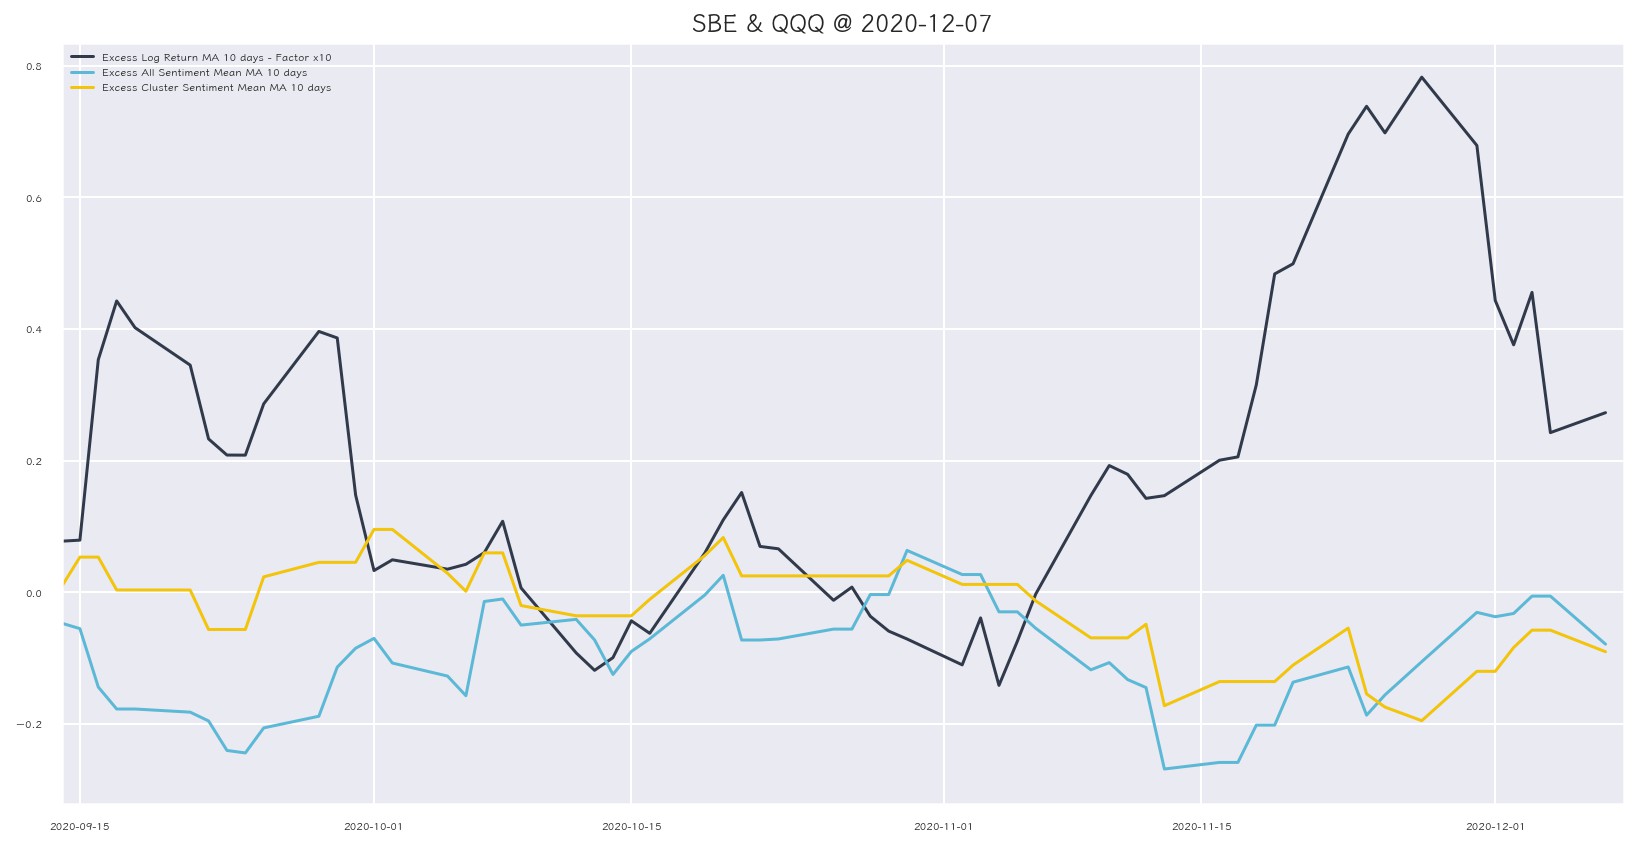 SBE & QQQ @ 2020-12-07
Excess Log Return MA 10 days - Factor x10
Excess All Sentiment Mean MA 10 days
Excess Cluster Sentiment Mean MA 10 days
0.8
0.6
0.4
0.2
0.0
−0.2
2020-09-15 2020-10-01 2020-10-15 2020-11-01 2020-11-15 2020-12-01